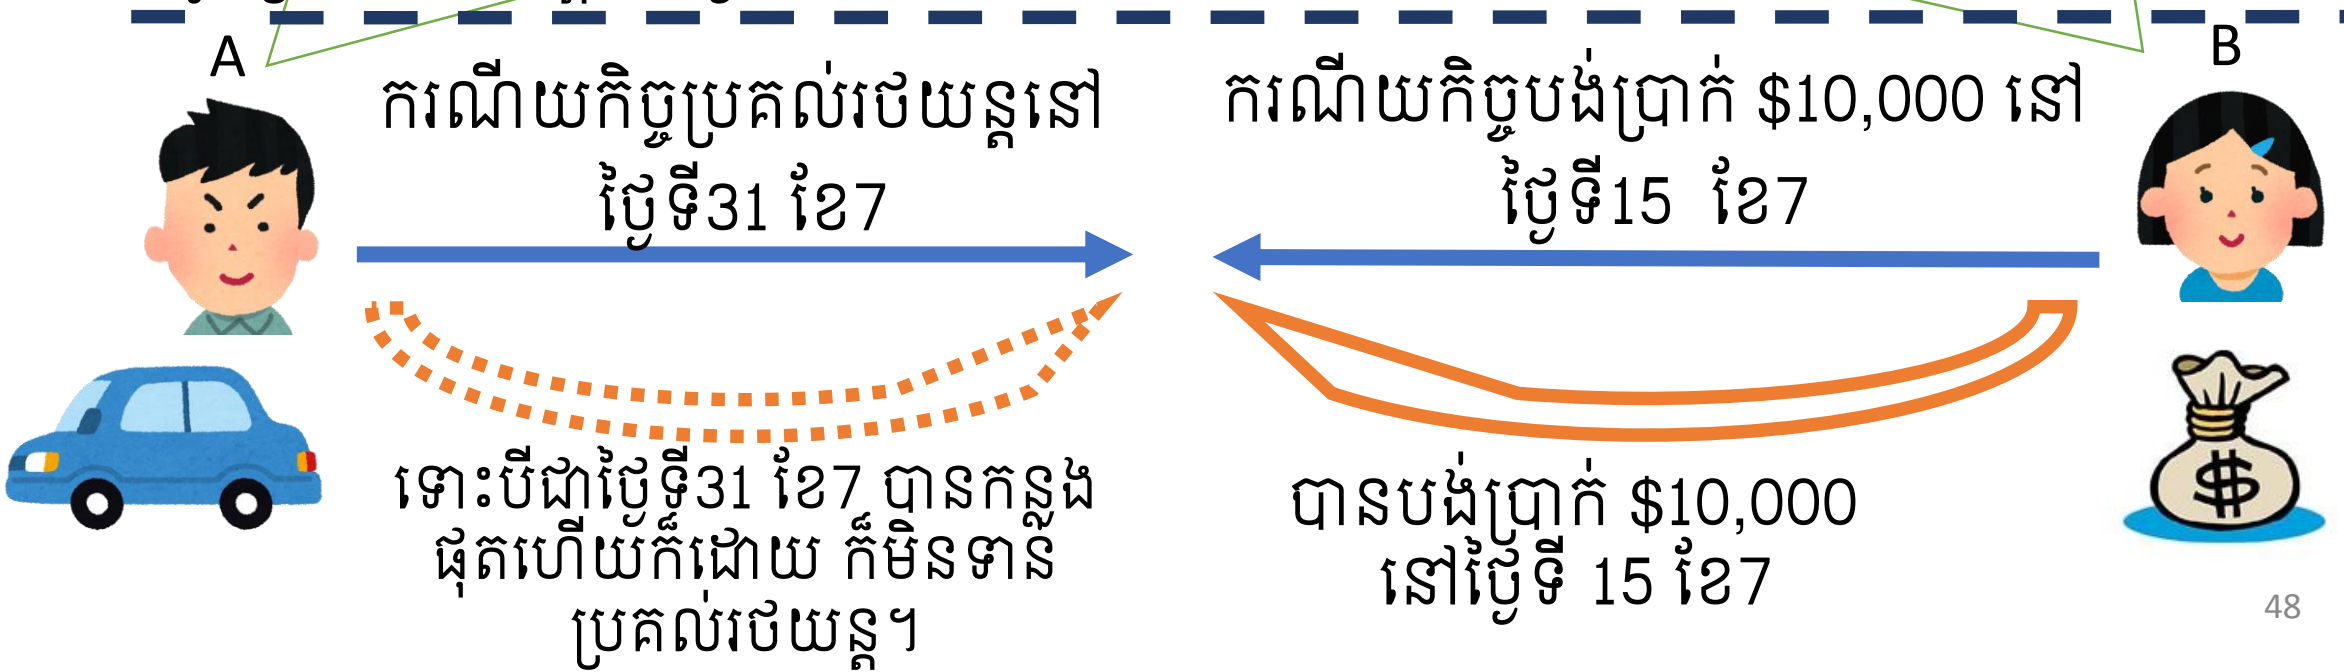 A
B
ករណីយកិច្ចប្រគល់រថយន្តនៅ
ថ្ងៃទី31 ខែ7
ករណីយកិច្ចបង់ប្រាក់ $10,000 នៅ
ថ្ងៃទី15 ខែ7
ទោះបីជាថ្ងៃទី31 ខែ7 បានកន្លង
ផុតហើយក៏ដោយ ក៏មិនទាន់
ប្រគល់រថយន្ត។
បានបង់ប្រាក់ $10,000
នៅថ្ងៃទី 15 ខែ7
48